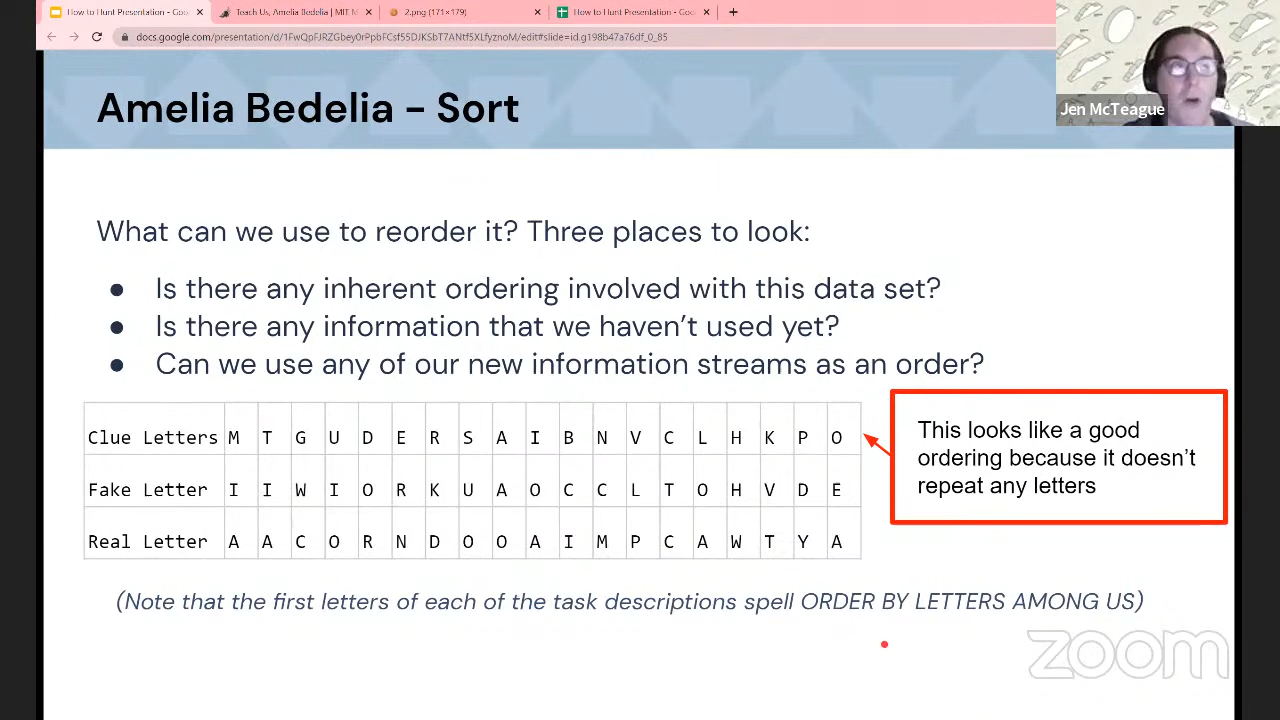 How to Hunt Presentation - Goo
Teach Us, Amelia Bedelia | MIT M
2.png (171×179)
How to Hunt Presentation - Goo
docs.google.com/presentation/d/
Jen McTeague
Amelia Bedelia - Sort
What can we use to reorder it? Three places to look:
● Is there any inherent ordering involved with this data set?
● Is there any information that we haven't used yet?
● Can we use any of our new information streams as an order?
Clue Letters M T G U D E R S A I B N V C L H K P O
Fake Letter I I W I O R K U A O C C L T O H V D E
Real Letter A A C O R N D O O A I M P C A W T Y A
This looks like a good
ordering because it doesn't
repeat any letters
(Note that the first letters of each of the task descriptions spell ORDER BY LETTERS AMONG US)
zoom